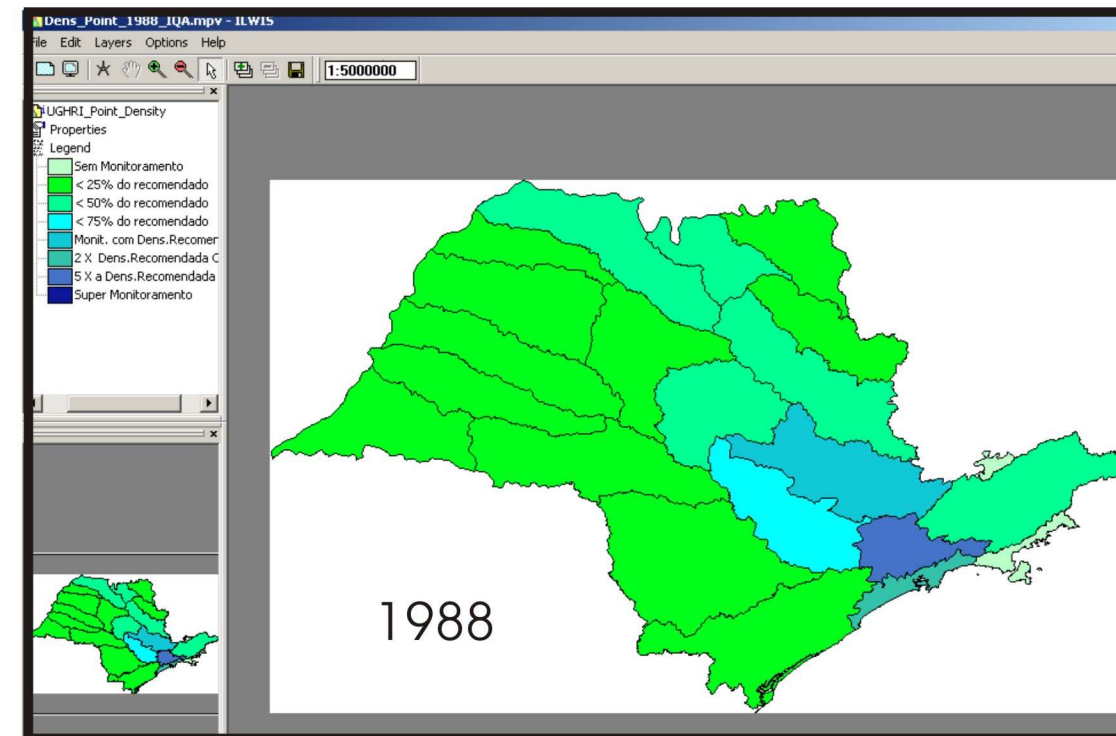 Dens_Point_1988_IQA.mpv - ILWIS
File Edit Layers Options Help
1:5000000
UGHRI_Point_Density
Properties
Legend
Sem Monitoramento
< 25% do recomendado
< 50% do recomendado
< 75% do recomendado
Monit. com Dens.Recomer
2 X Dens.Recomendada C
5 X a Dens.Recomendada
Super Monitoramento
1988